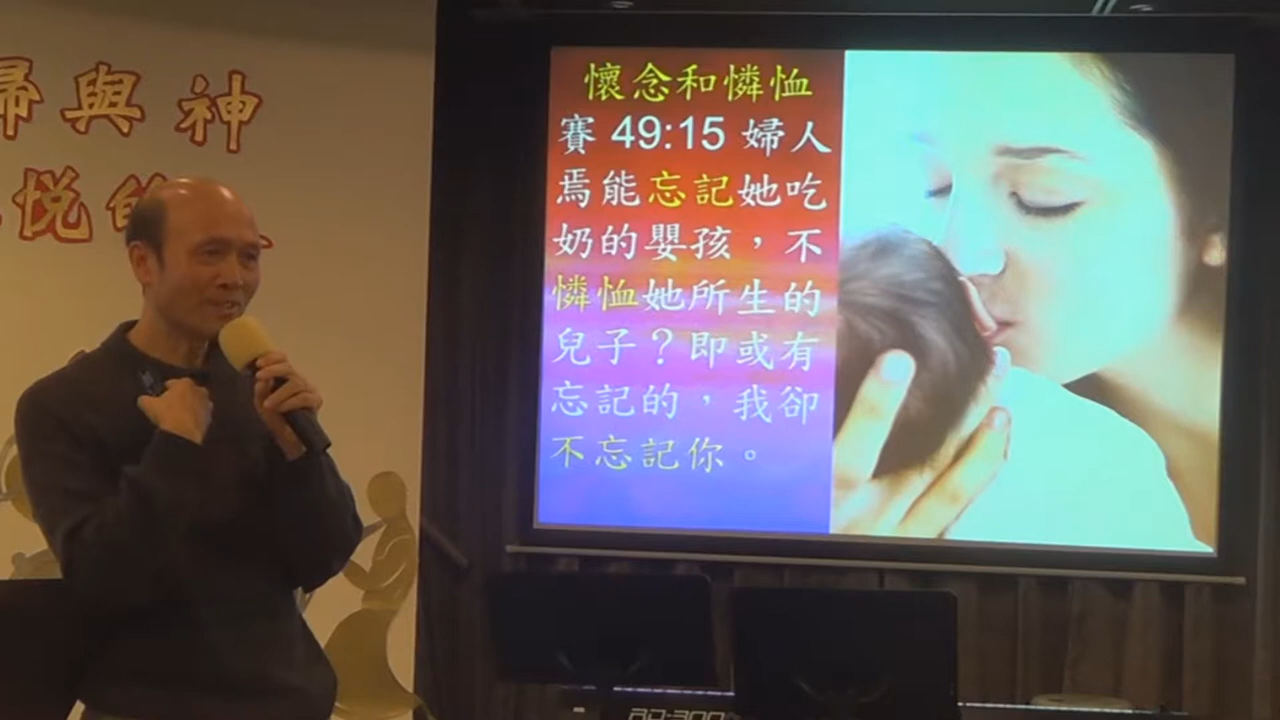 歸與神
悅的
懷念和憐恤
賽 49:15 婦人
焉能忘記她吃
奶的嬰孩，不
憐恤她所生的
兒子？即或有
忘記的，我卻
不忘記你。